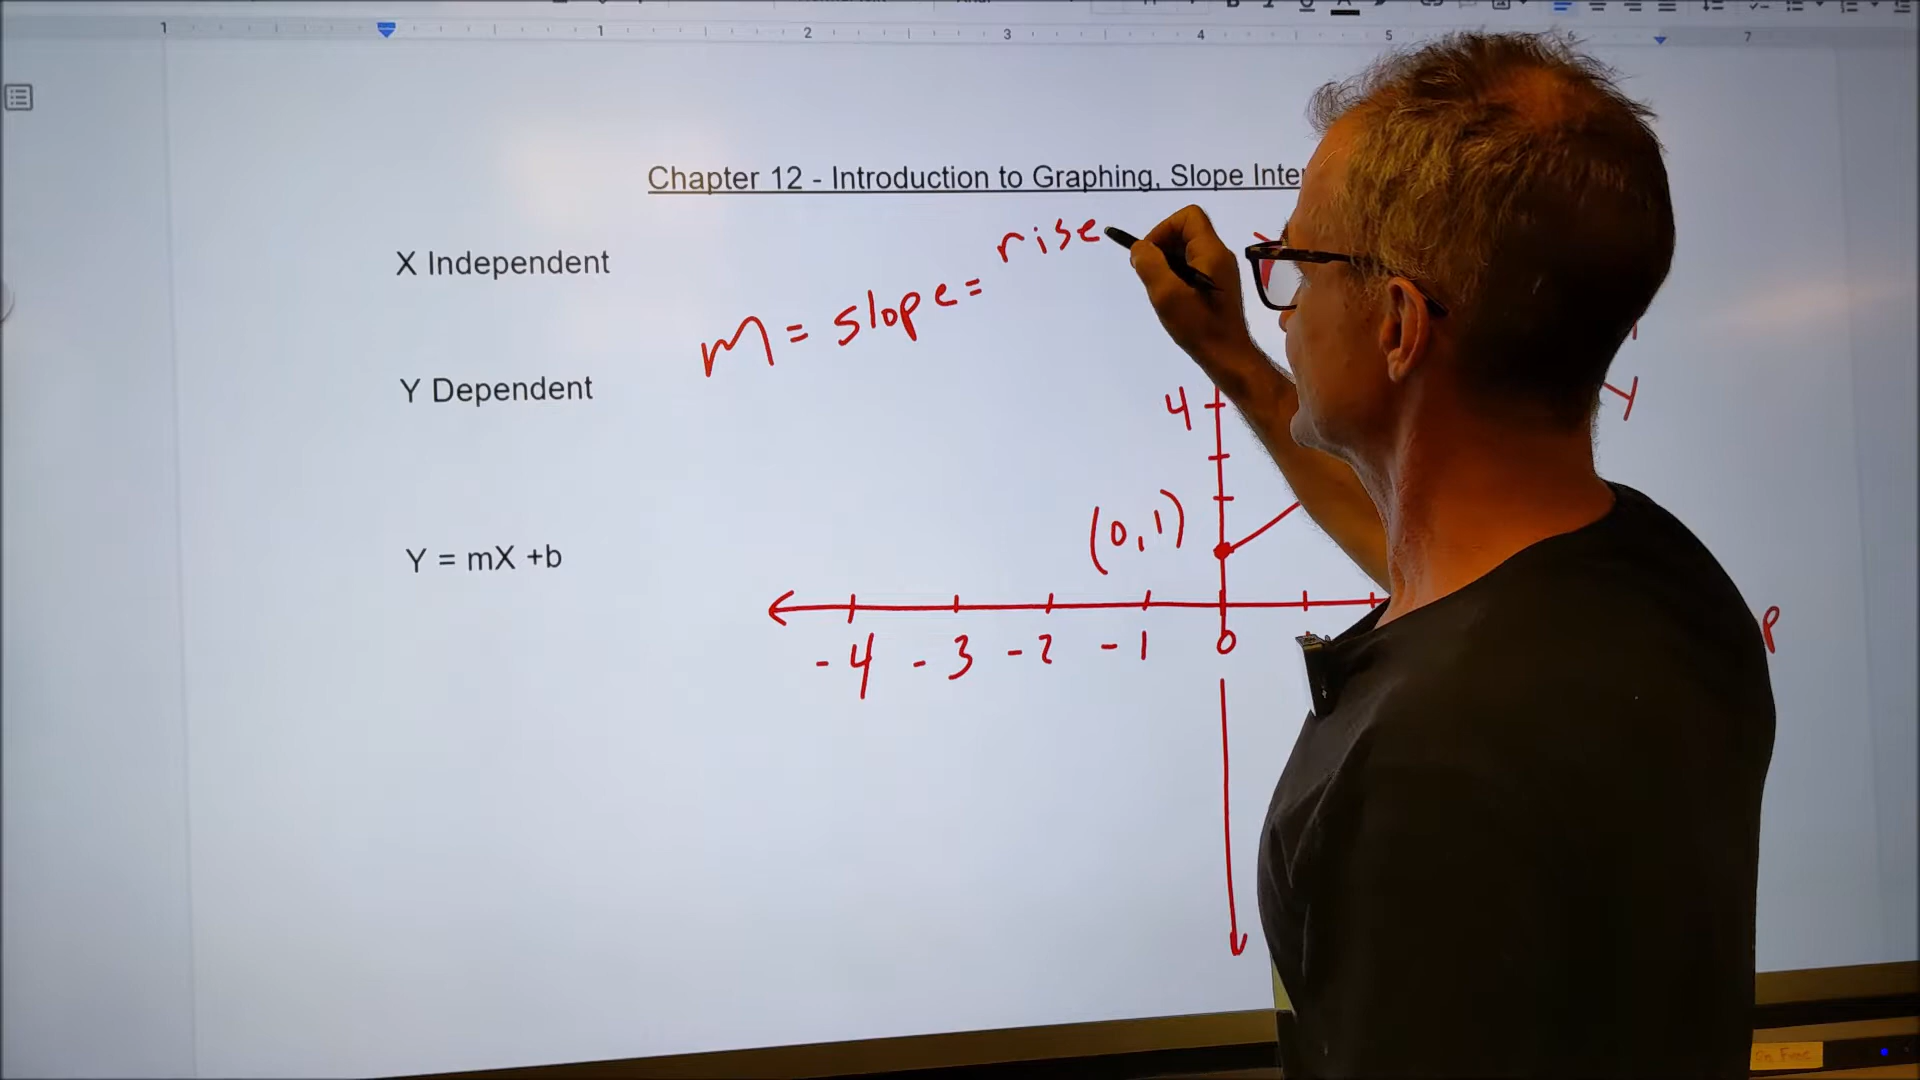 1 1 2 3 4 5 6 7
Chapter 12 - Introduction to Graphing, Slope
X Independent
m = slope = rise
Y Dependent
4
Y
(0,1)
Y = mX +b
-4 -3 -2 -1 0
P